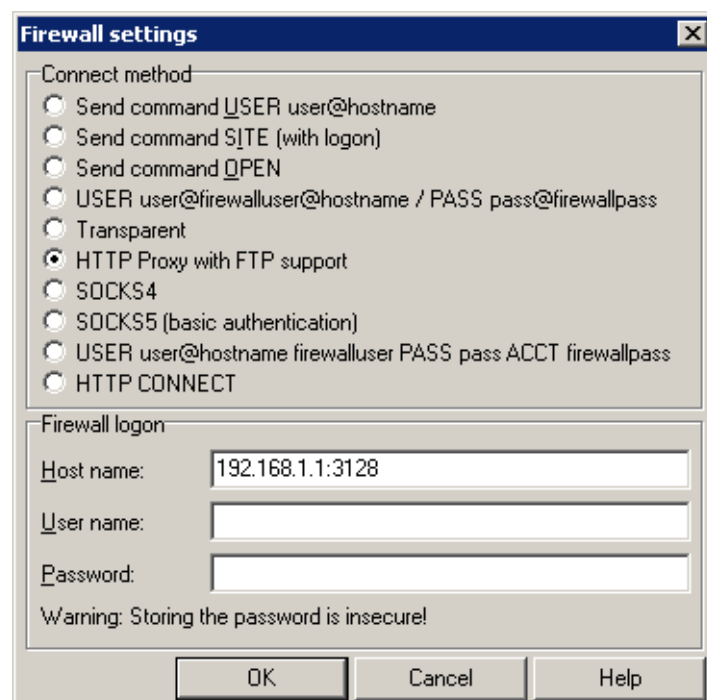 Firewall settings
Connect method
Send command USER user@hostname
Send command SITE (with logon)
Send command OPEN
USER user@firewalluser@hostname / PASS pass@firewallpass
Transparent
HTTP Proxy with FTP support
SOCKS4
SOCKS5 (basic authentication)
USER user@hostname firewalluser PASS pass ACCT firewallpass
HTTP CONNECT
Firewall logon
Host name: 192.168.1.1:3128
User name:
Password:
Warning: Storing the password is insecure!
OK Cancel Help